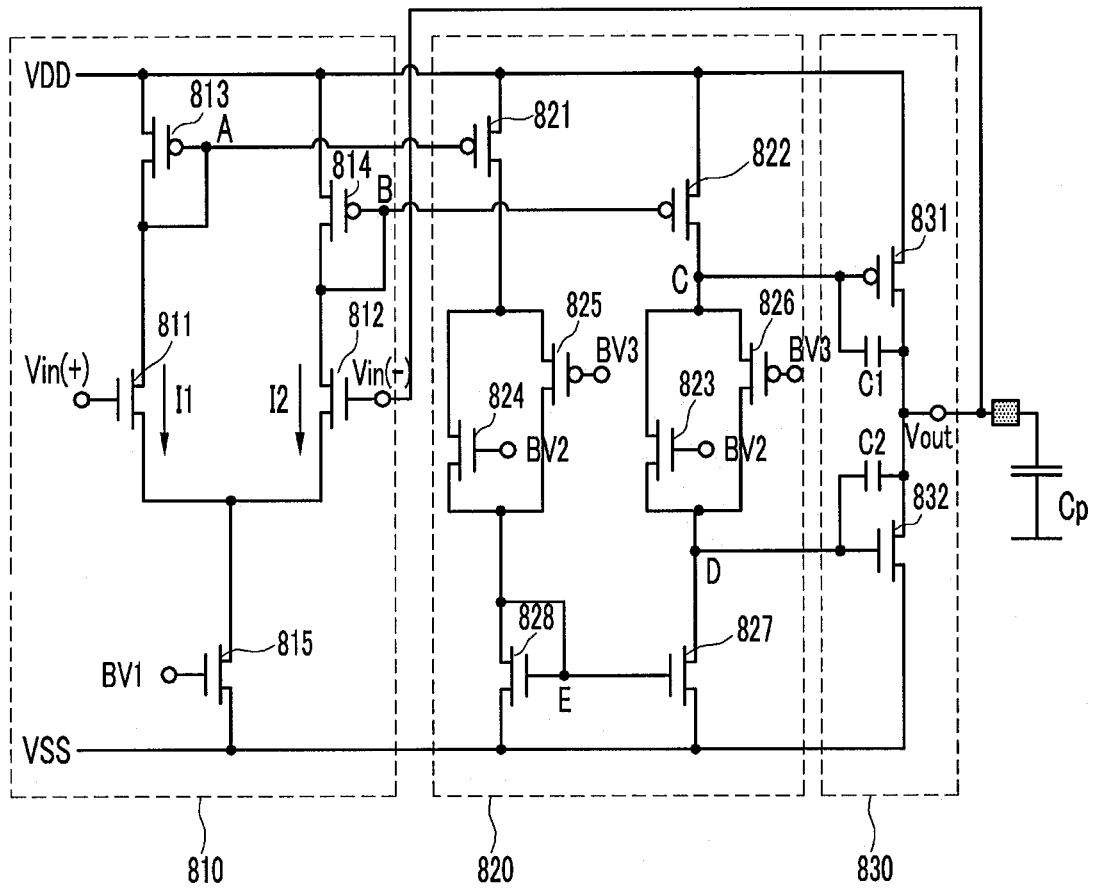 VDD
813
A
821
814
B
822
831
C
825
826
811
812
BV3
BV3
Vin(+)
I1
I2
Vin(-)
824
823
C1
BV2
BV2
Vout
C2
832
Cp
D
815
828
827
BV1
E
VSS
810
820
830